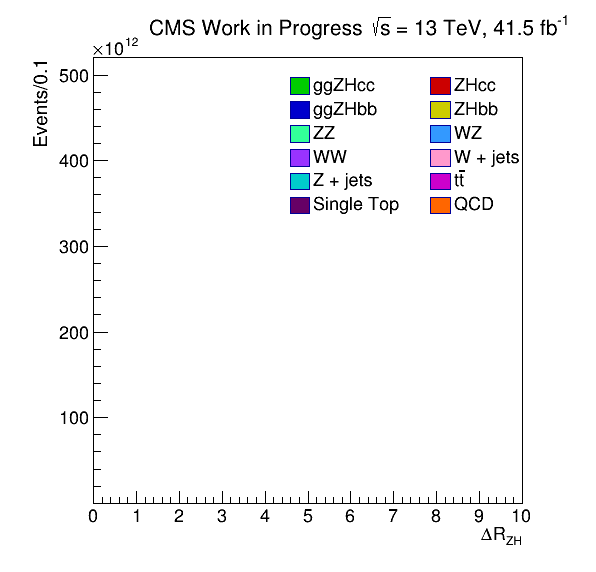 CMS Work in Progress √s = 13 TeV, 41.5 fb⁻¹
×10¹²
Events/0.1
500
400
300
200
100
ggZHcc ZHcc
ggZHbb ZHbb
ZZ WZ
WW W + jets
Z + jets tt̄
Single Top QCD
0 1 2 3 4 5 6 7 8 9 10
ΔR_ZH